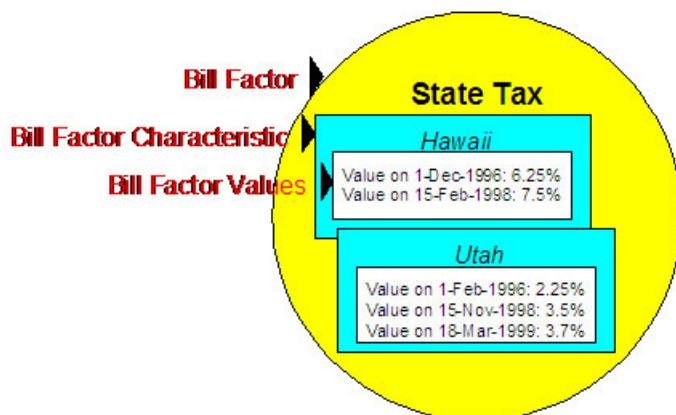 Bill Factor
State Tax
Bill Factor Characteristic
Hawaii
Bill Factor Values
Value on 1-Dec-1996: 6.25%
Value on 15-Feb-1998: 7.5%
Utah
Value on 1-Feb-1996: 2.25%
Value on 15-Nov-1998: 3.5%
Value on 18-Mar-1999: 3.7%